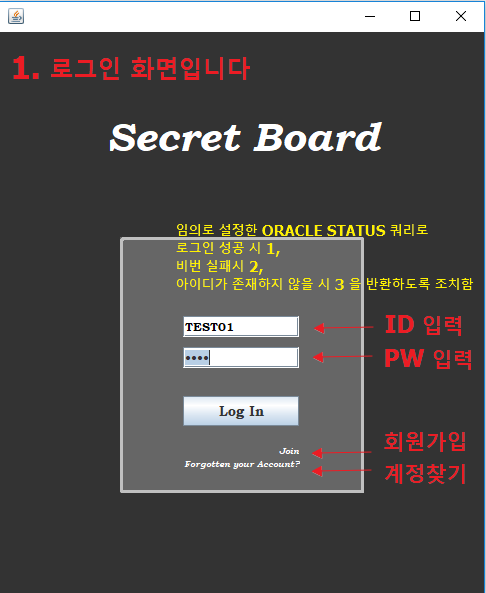 1. 로그인 화면입니다
Secret Board
임의로 설정한 ORACLE STATUS 쿼리로
로그인 성공 시 1,
비번 실패시 2,
아이디가 존재하지 않을 시 3 을 반환하도록 조치함
TEST01
ID 입력
••••
PW 입력
Log In
회원가입
Join
Forgotten your Account?
계정찾기